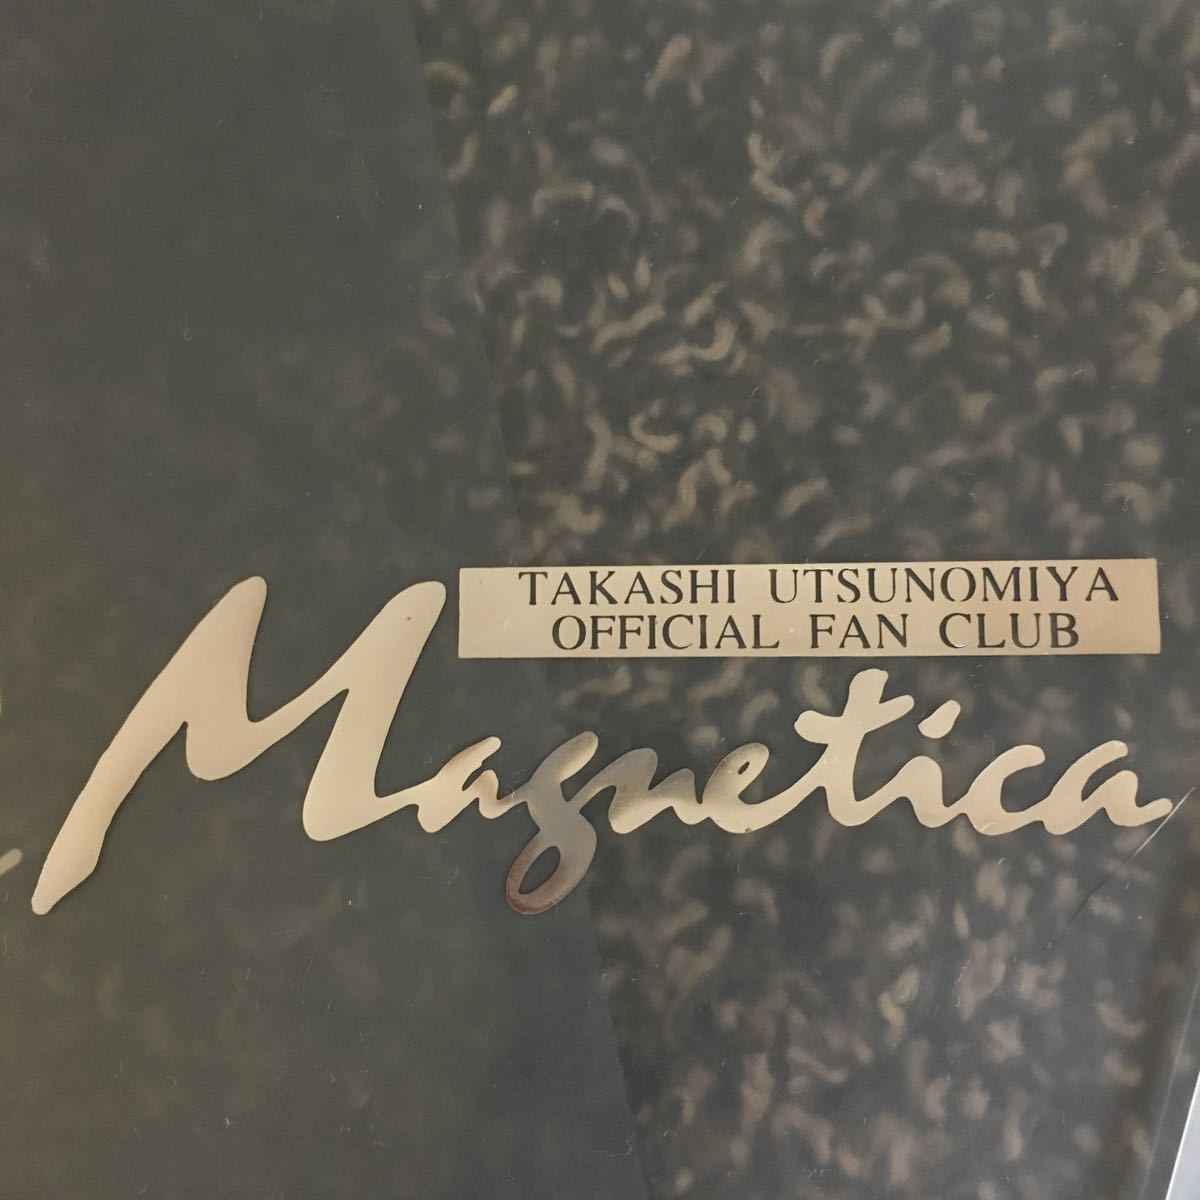 TAKASHI UTSUNOMIYA
OFFICIAL FAN CLUB
Magnetica